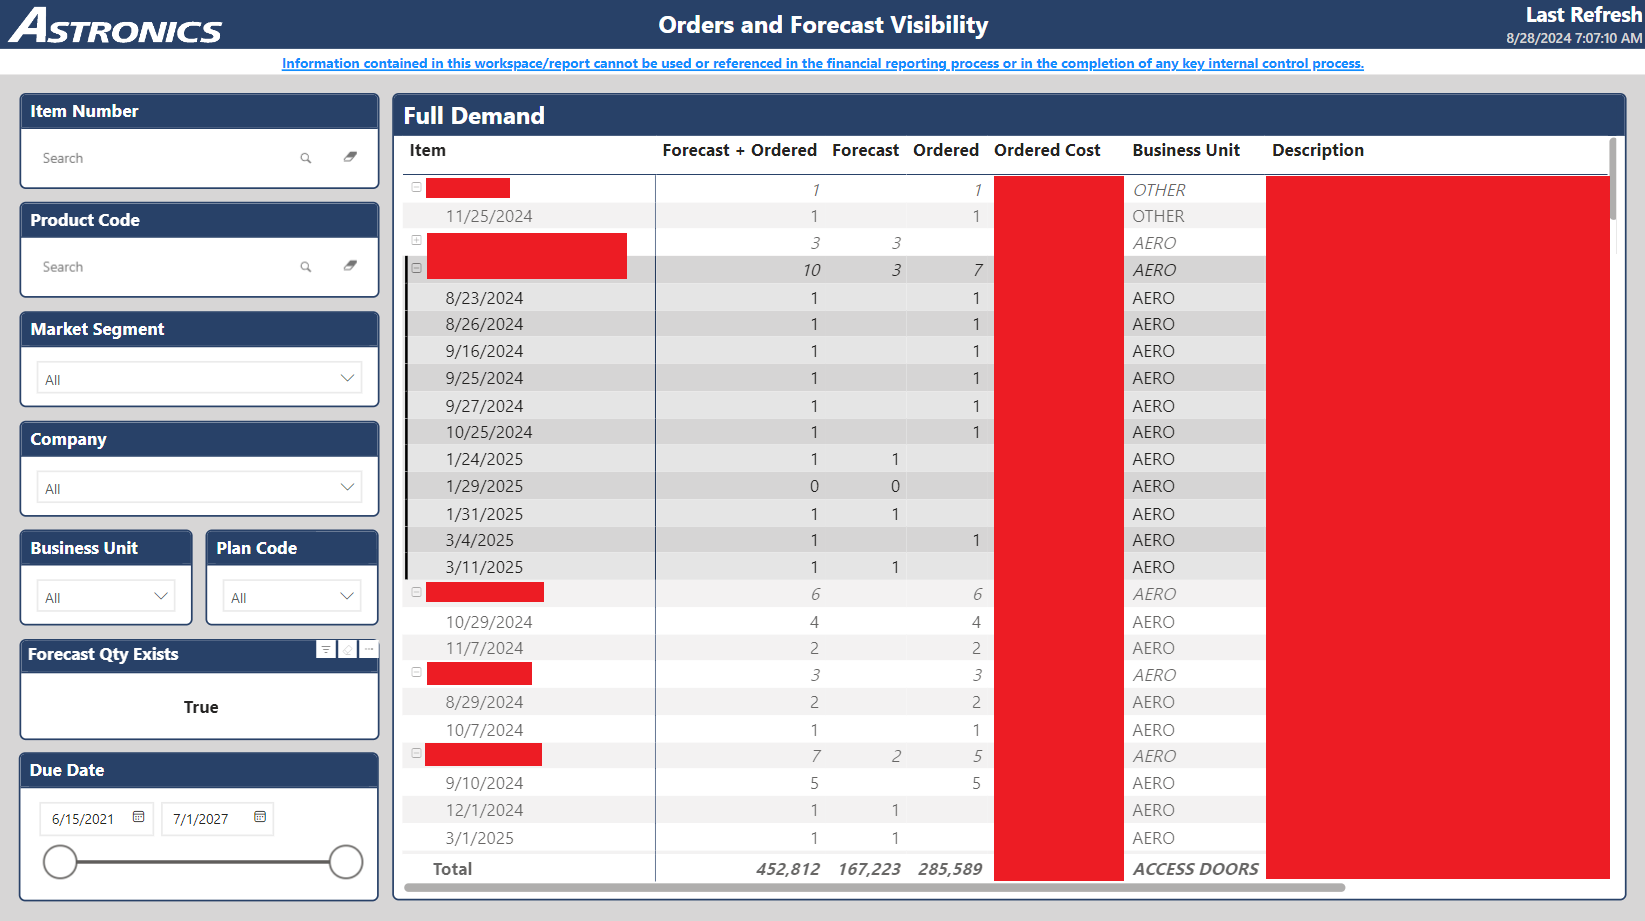 ASTRONICS
Orders and Forecast Visibility
Last Refresh
8/28/2024 7:07:10 AM
Information contained in this workspace/report cannot be used or referenced in the financial reporting process or in the completion of any key internal control process.
Item Number
Search
Product Code
Search
Market Segment
All
Company
All
Business Unit
All
Plan Code
All
Forecast Qty Exists
True
Due Date
6/15/2021 7/1/2027
Full Demand
Item Forecast + Ordered Forecast Ordered Ordered Cost Business Unit Description
1 1 OTHER
11/25/2024 1 1 OTHER
3 3 AERO
10 3 7 AERO
8/23/2024 1 1 AERO
8/26/2024 1 1 AERO
9/16/2024 1 1 AERO
9/25/2024 1 1 AERO
9/27/2024 1 1 AERO
10/25/2024 1 1 AERO
1/24/2025 1 1 AERO
1/29/2025 0 0 AERO
1/31/2025 1 1 AERO
3/4/2025 1 1 AERO
3/11/2025 1 1 AERO
6 6 AERO
10/29/2024 4 4 AERO
11/7/2024 2 2 AERO
3 3 AERO
8/29/2024 2 2 AERO
10/7/2024 1 1 AERO
7 2 5 AERO
9/10/2024 5 5 AERO
12/1/2024 1 1 AERO
3/1/2025 1 1 AERO
Total 452,812 167,223 285,589 ACCESS DOORS